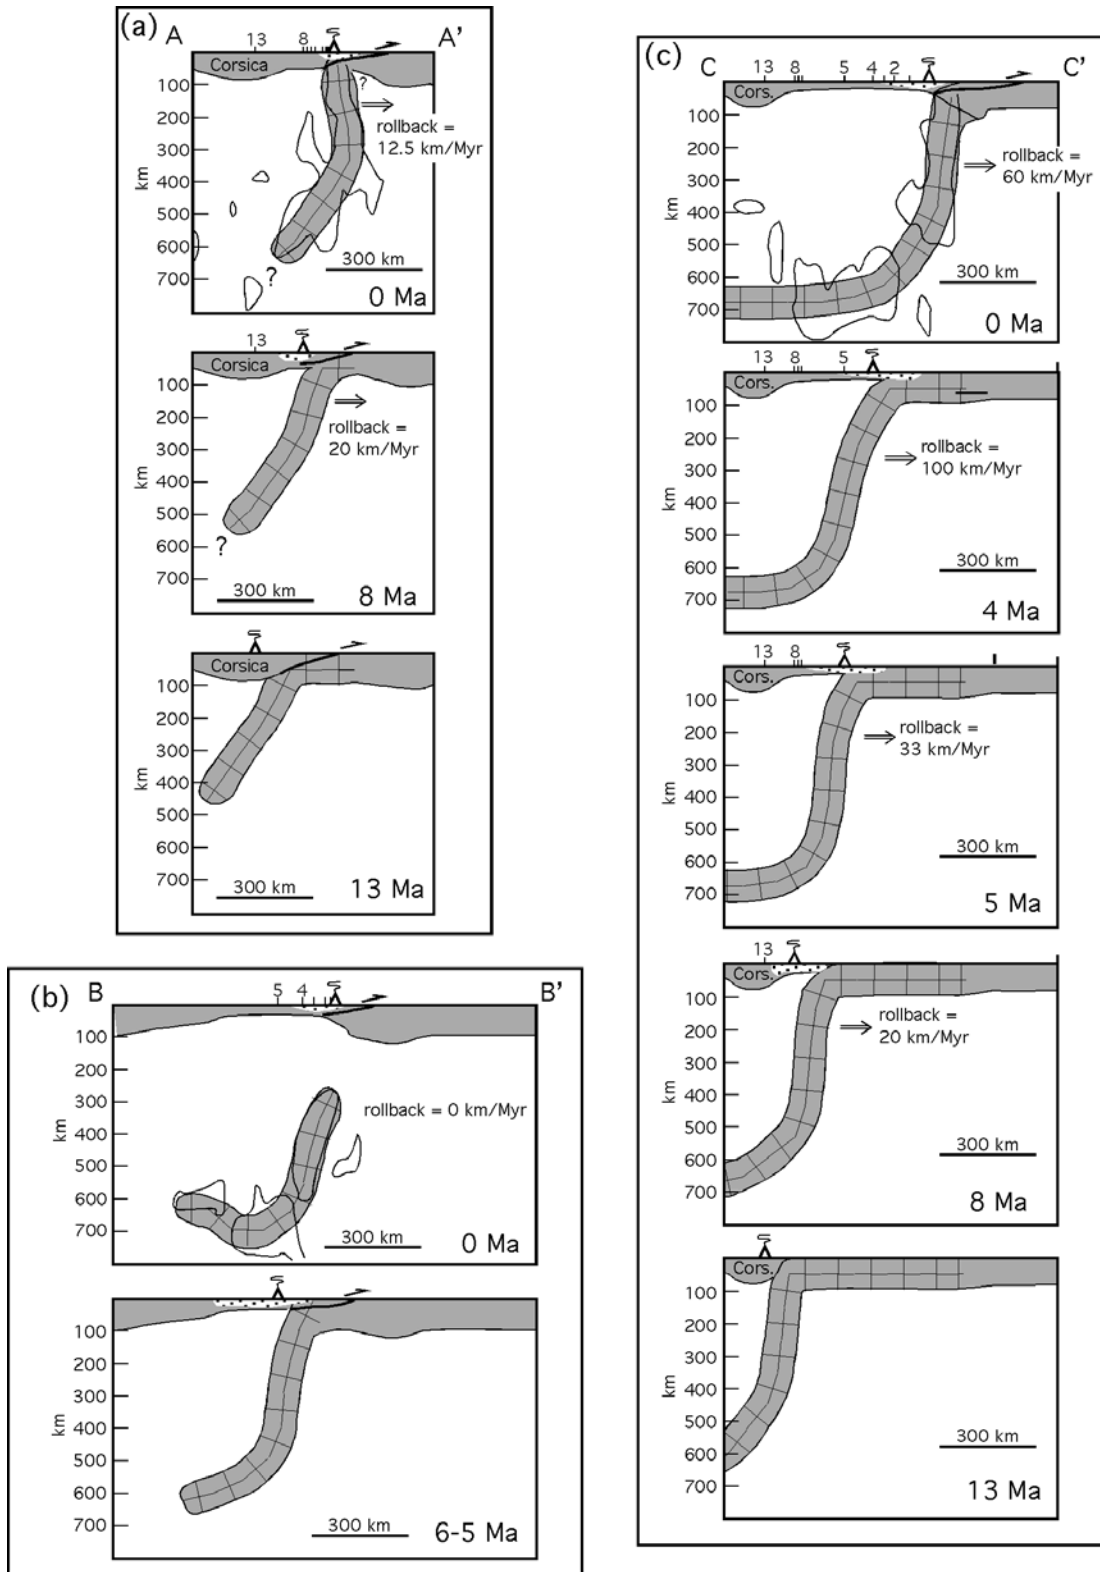 (a) A A'
13 8
Corsica
100
200
300
400
500
600
700
km
?
rollback =
12.5 km/Myr
?
300 km
0 Ma
13
Corsica
100
200
300
400
500
600
700
km
rollback =
20 km/Myr
?
300 km
8 Ma
Corsica
100
200
300
400
500
600
700
km
300 km
13 Ma
(b) B B'
5 4
100
200
300
400
500
600
700
km
rollback = 0 km/Myr
300 km
0 Ma
100
200
300
400
500
600
700
km
300 km
6-5 Ma
(c) C C'
13 8 5 4 2
Cors.
100
200
300
400
500
600
700
km
rollback =
60 km/Myr
300 km
0 Ma
13 8 5
Cors.
100
200
300
400
500
600
700
km
rollback =
100 km/Myr
300 km
4 Ma
13 8
Cors.
100
200
300
400
500
600
700
km
rollback =
33 km/Myr
300 km
5 Ma
13
Cors.
100
200
300
400
500
600
700
km
rollback =
20 km/Myr
300 km
8 Ma
Cors.
100
200
300
400
500
600
700
km
300 km
13 Ma